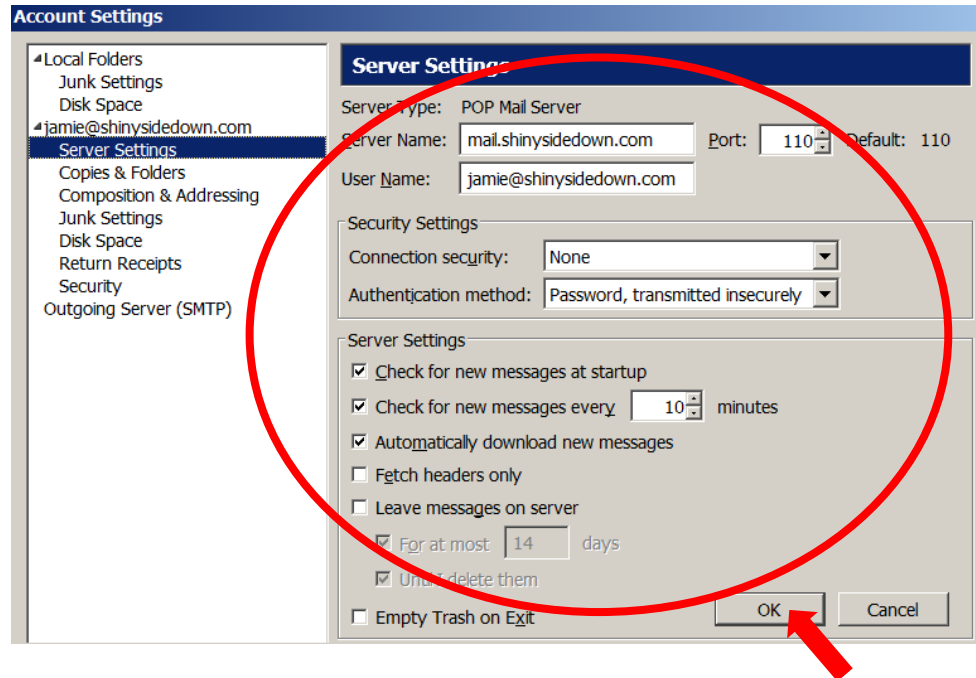 Account Settings
Local Folders
Junk Settings
Disk Space
jamie@shinysidedown.com
Server Settings
Copies & Folders
Composition & Addressing
Junk Settings
Disk Space
Return Receipts
Security
Outgoing Server (SMTP)
Server Settings
Server Type: POP Mail Server
Server Name: mail.shinysidedown.com Port: 110 Default: 110
User Name: jamie@shinysidedown.com
Security Settings
Connection security: None
Authentication method: Password, transmitted insecurely
Server Settings
Check for new messages at startup
Check for new messages every 10 minutes
Automatically download new messages
Fetch headers only
Leave messages on server
For at most 14 days
Until I delete them
Empty Trash on Exit
OK Cancel